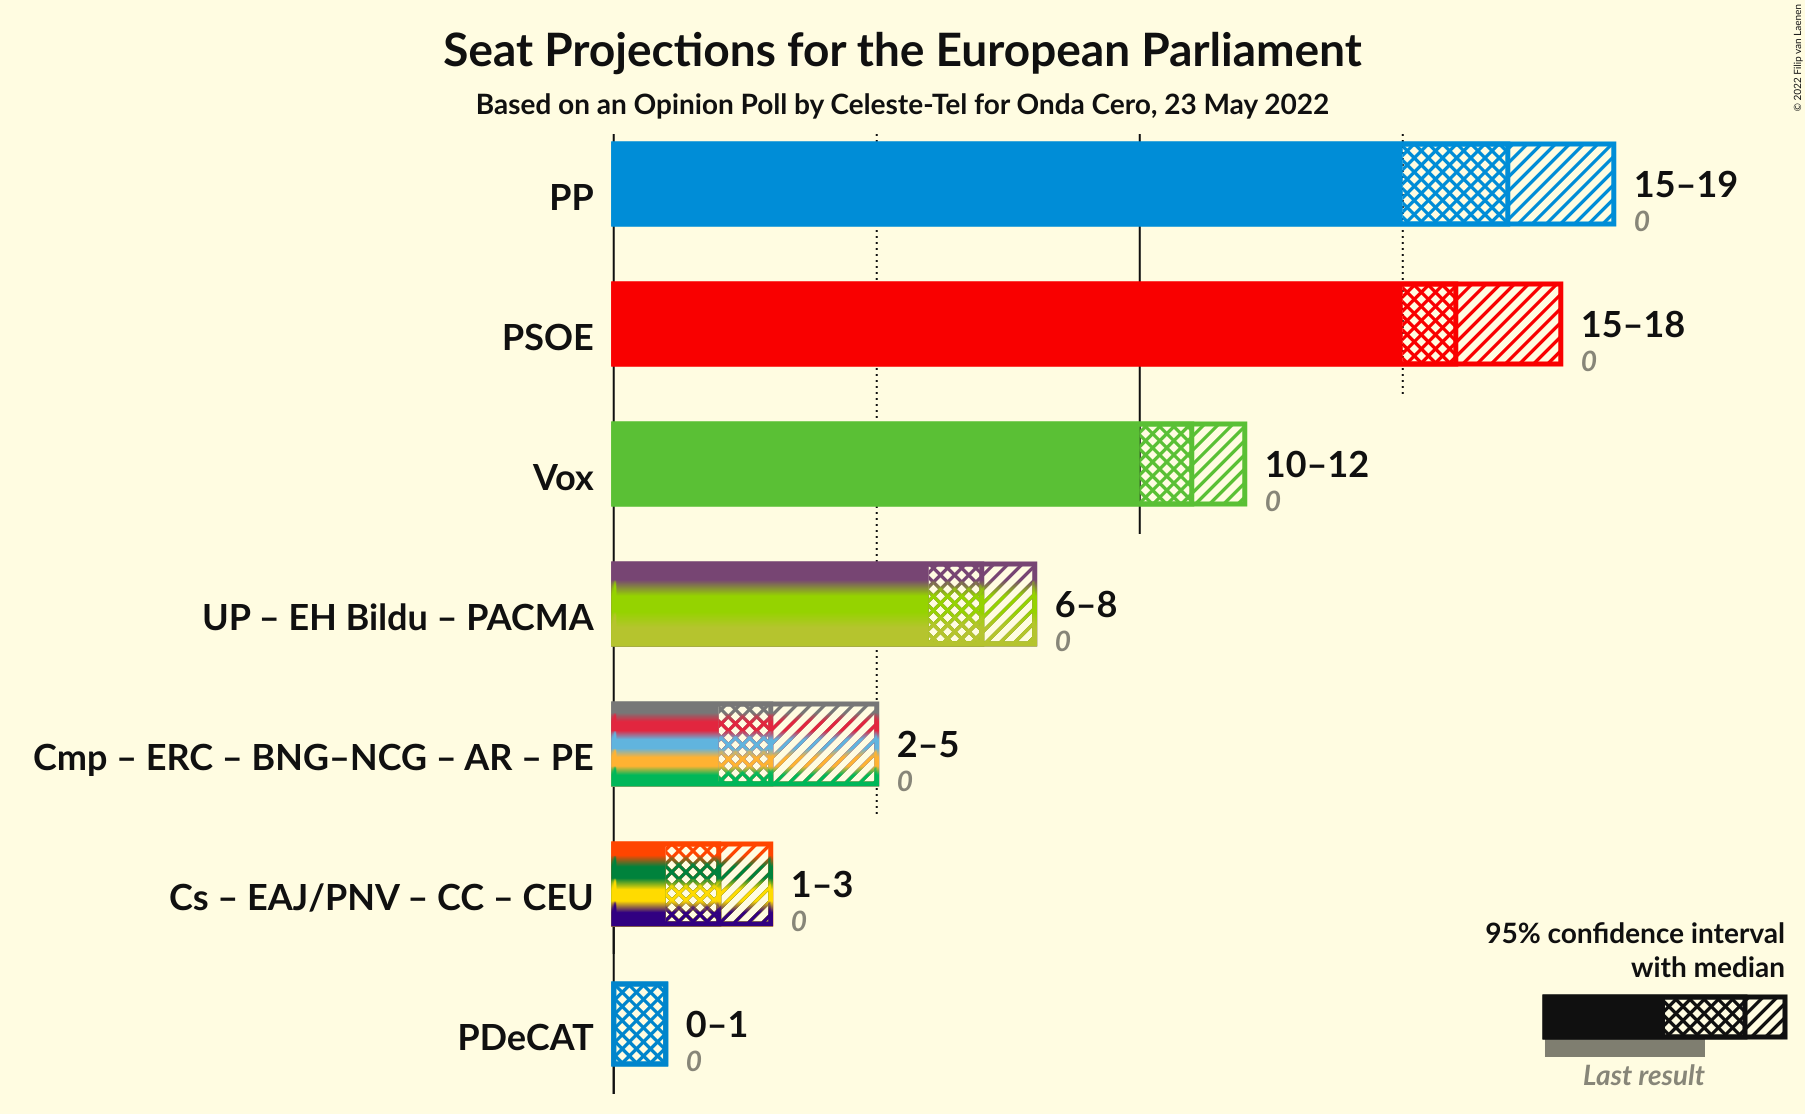 Seat Projections for the European Parliament
Based on an Opinion Poll by Celeste-Tel for Onda Cero, 23 May 2022
© 2022 Filip van Laenen
PP
15–19
0
PSOE
15–18
0
Vox
10–12
0
UP – EH Bildu – PACMA
6–8
0
Cmp – ERC – BNG–NCG – AR – PE
2–5
0
Cs – EAJ/PNV – CC – CEU
1–3
0
PDeCAT
0–1
0
95% confidence interval
with median
Last result